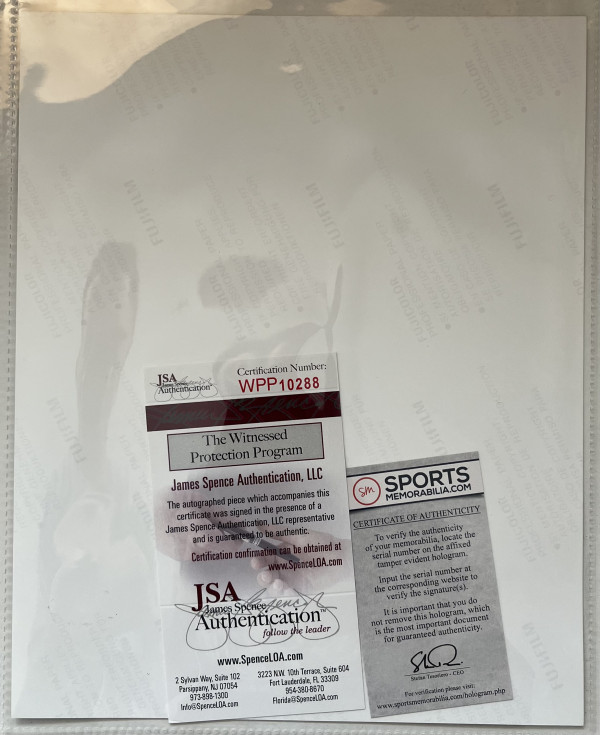 FUJIFILM
FUJIFILM
FUJIFILM
FUJIFILM
FUJIFILM
JSA
James Spence
Authentication
Certification Number:
WPP10288
The Witnessed
Protection Program
James Spence Authentication, LLC
The autographed piece which accompanies this
certificate was signed in the presence of a
James Spence Authentication, LLC representative
and is guaranteed to be authentic.
Certification confirmation can be obtained at
www.SpenceLOA.com
JSA
James Spence
Authentication™
follow the leader
www.SpenceLOA.com
2 Sylvan Way, Suite 102
Parsippany, NJ 07054
973-898-1300
Info@SpenceLOA.com
3223 N.W. 10th Terrace, Suite 604
Fort Lauderdale, FL 33309
954-380-8670
Florida@SpenceLOA.com
sm
SPORTS
MEMORABILIA.COM
CERTIFICATE OF AUTHENTICITY
To verify the authenticity
of your memorabilia, locate the
serial number on the affixed
tamper evident hologram.
Input the serial number at
the corresponding website to
verify the signature(s).
It is important that you do
not remove this hologram, which
is the most important document
for guaranteed authenticity.
CEO
For verification please visit:
www.sportsmemorabilia.com/hologram.php